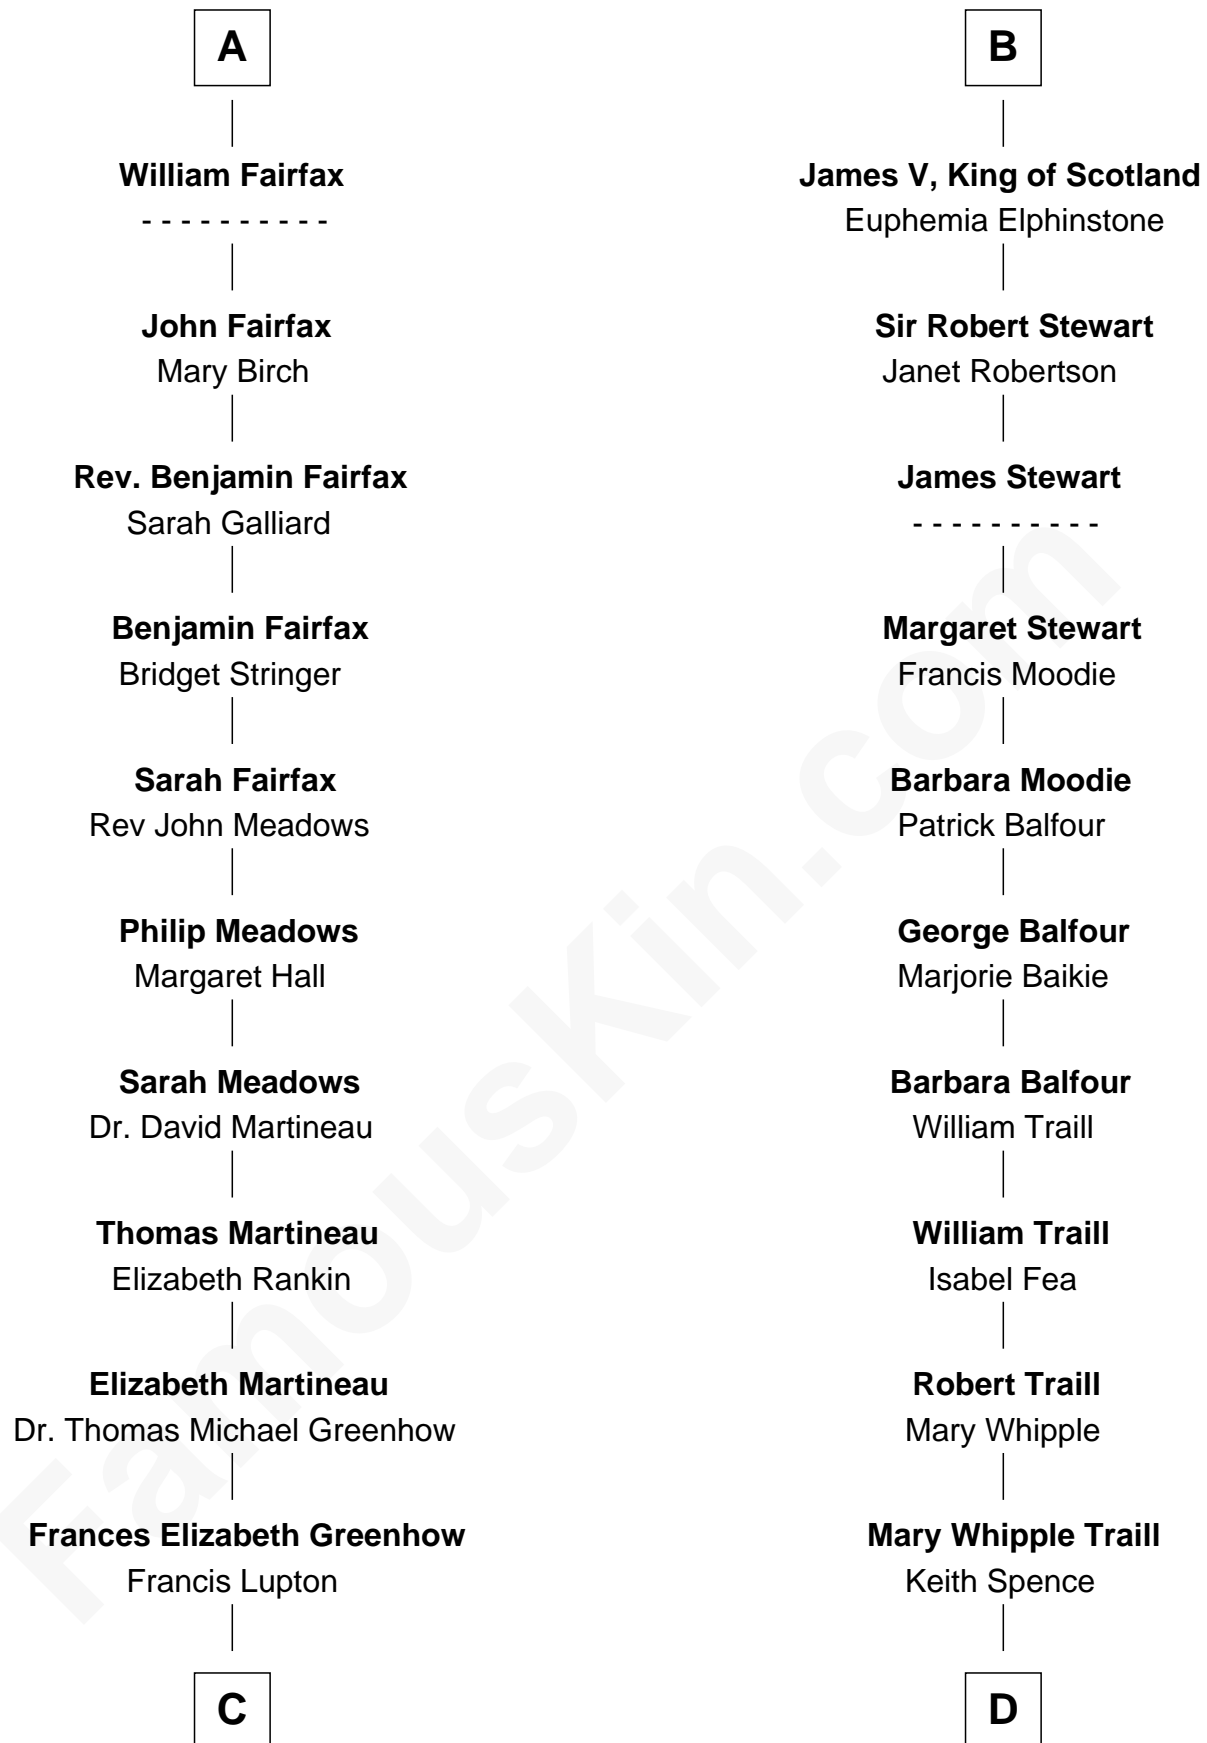 A
William Fairfax
- - - - - - - - - -
John Fairfax
Mary Birch
Rev. Benjamin Fairfax
Sarah Galliard
Benjamin Fairfax
Bridget Stringer
Sarah Fairfax
Rev John Meadows
Philip Meadows
Margaret Hall
Sarah Meadows
Dr. David Martineau
Thomas Martineau
Elizabeth Rankin
Elizabeth Martineau
Dr. Thomas Michael Greenhow
Frances Elizabeth Greenhow
Francis Lupton
C
B
James V, King of Scotland
Euphemia Elphinstone
Sir Robert Stewart
Janet Robertson
James Stewart
- - - - - - - - - -
Margaret Stewart
Francis Moodie
Barbara Moodie
Patrick Balfour
George Balfour
Marjorie Baikie
Barbara Balfour
William Traill
William Traill
Isabel Fea
Robert Traill
Mary Whipple
Mary Whipple Traill
Keith Spence
D
FamousKin.com